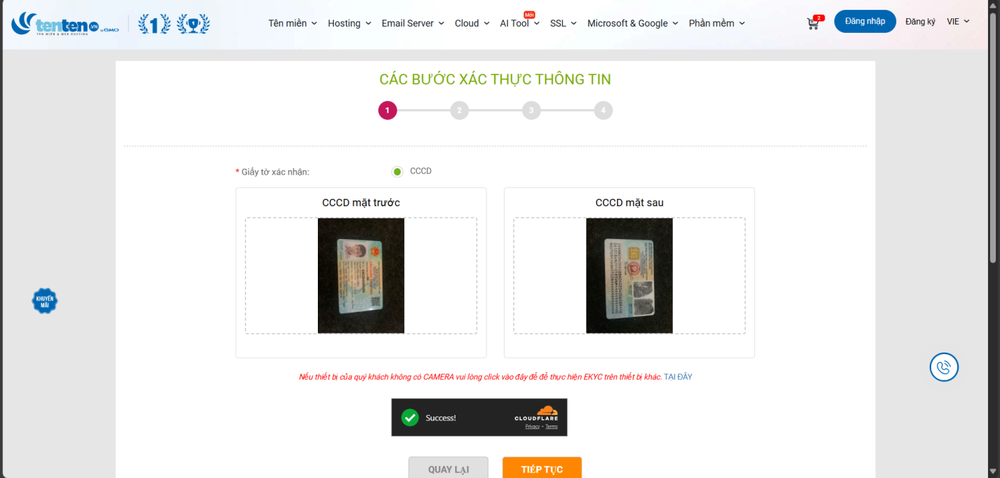 tenten.VN by GMO
TÊN MIỀN & WEB HOSTING
1
Tên miền
Hosting
Email Server
Cloud
AI Tool
Mới
SSL
Microsoft & Google
Phần mềm
2
Đăng nhập
Đăng ký
VIE
CÁC BƯỚC XÁC THỰC THÔNG TIN
1 2 3 4
* Giấy tờ xác nhận:
CCCD
CCCD mặt trước
CCCD mặt sau
KHUYẾN
MÃI
Nếu thiết bị của quý khách không có CAMERA vui lòng click vào đây để để thực hiện EKYC trên thiết bị khác. TẠI ĐÂY
Success!
CLOUDFLARE
Privacy • Terms
QUAY LẠI
TIẾP TỤC